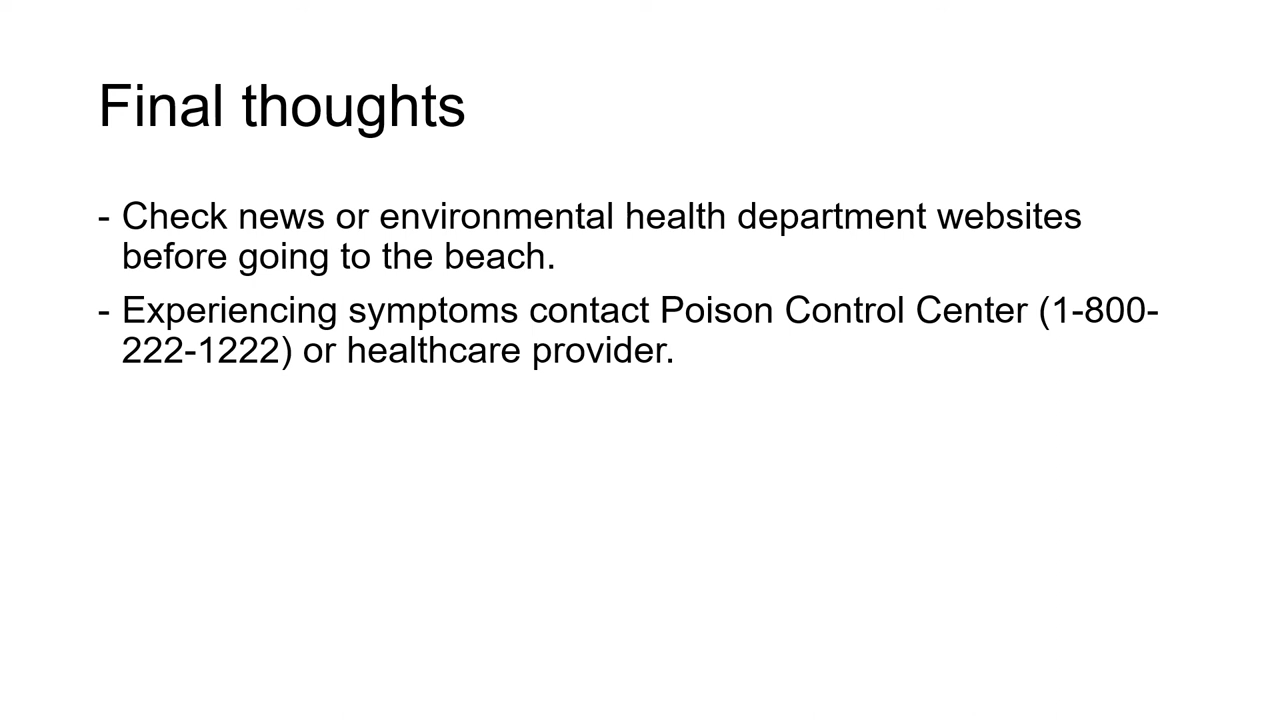 Final thoughts
- Check news or environmental health department websites
before going to the beach.
- Experiencing symptoms contact Poison Control Center (1-800-
222-1222) or healthcare provider.